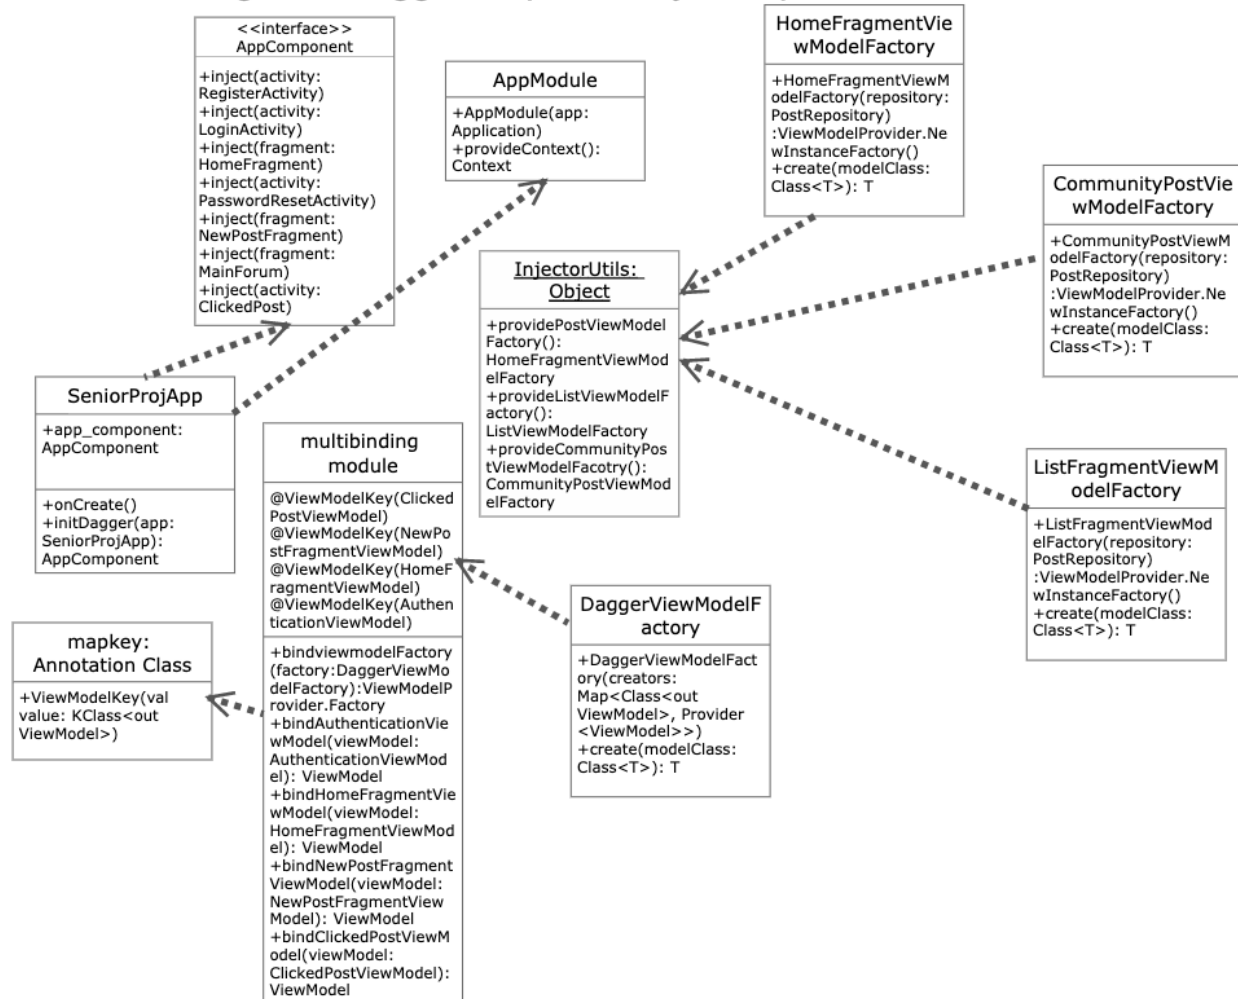 <<interface>>
AppComponent
+inject(activity:
RegisterActivity)
+inject(activity:
LoginActivity)
+inject(fragment:
HomeFragment)
+inject(activity:
PasswordResetActivity)
+inject(fragment:
NewPostFragment)
+inject(fragment:
MainForum)
+inject(activity:
ClickedPost)
AppModule
+AppModule(app:
Application)
+provideContext():
Context
HomeFragmentVie
wModelFactory
+HomeFragmentViewM
odelFactory(repository:
PostRepository)
:ViewModelProvider.Ne
wInstanceFactory()
+create(modelClass:
Class<T>): T
CommunityPostVie
wModelFactory
+CommunityPostViewM
odelFactory(repository:
PostRepository)
:ViewModelProvider.Ne
wInstanceFactory()
+create(modelClass:
Class<T>): T
InjectorUtils:
Object
+providePostViewModel
Factory():
HomeFragmentViewMod
elFactory
+provideListViewModelF
actory():
ListViewModelFactory
+provideCommunityPos
tViewModelFacotry():
CommunityPostViewMod
elFactory
SeniorProjApp
+app_component:
AppComponent
+onCreate()
+initDagger(app:
SeniorProjApp):
AppComponent
multibinding
module
@ViewModelKey(Clicked
PostViewModel)
@ViewModelKey(NewPo
stFragmentViewModel)
@ViewModelKey(HomeF
ragmentViewModel)
@ViewModelKey(Authen
ticationViewModel)
+bindviewmodelFactory
(factory:DaggerViewMo
delFactory):ViewModelP
rovider.Factory
+bindAuthenticationVie
wModel(viewModel:
AuthenticationViewMod
el): ViewModel
+bindHomeFragmentVie
wModel(viewModel:
HomeFragmentViewMod
el): ViewModel
+bindNewPostFragment
ViewModel(viewModel:
NewPostFragmentView
Model): ViewModel
+bindClickedPostViewM
odel(viewModel:
ClickedPostViewModel):
ViewModel
ListFragmentViewM
odelFactory
+ListFragmentViewMod
elFactory(repository:
PostRepository)
:ViewModelProvider.Ne
wInstanceFactory()
+create(modelClass:
Class<T>): T
DaggerViewModelF
actory
+DaggerViewModelFact
ory(creators:
Map<Class<out
ViewModel>, Provider
<ViewModel>>)
+create(modelClass:
Class<T>): T
mapkey:
Annotation Class
+ViewModelKey(val
value: KClass<out
ViewModel>)